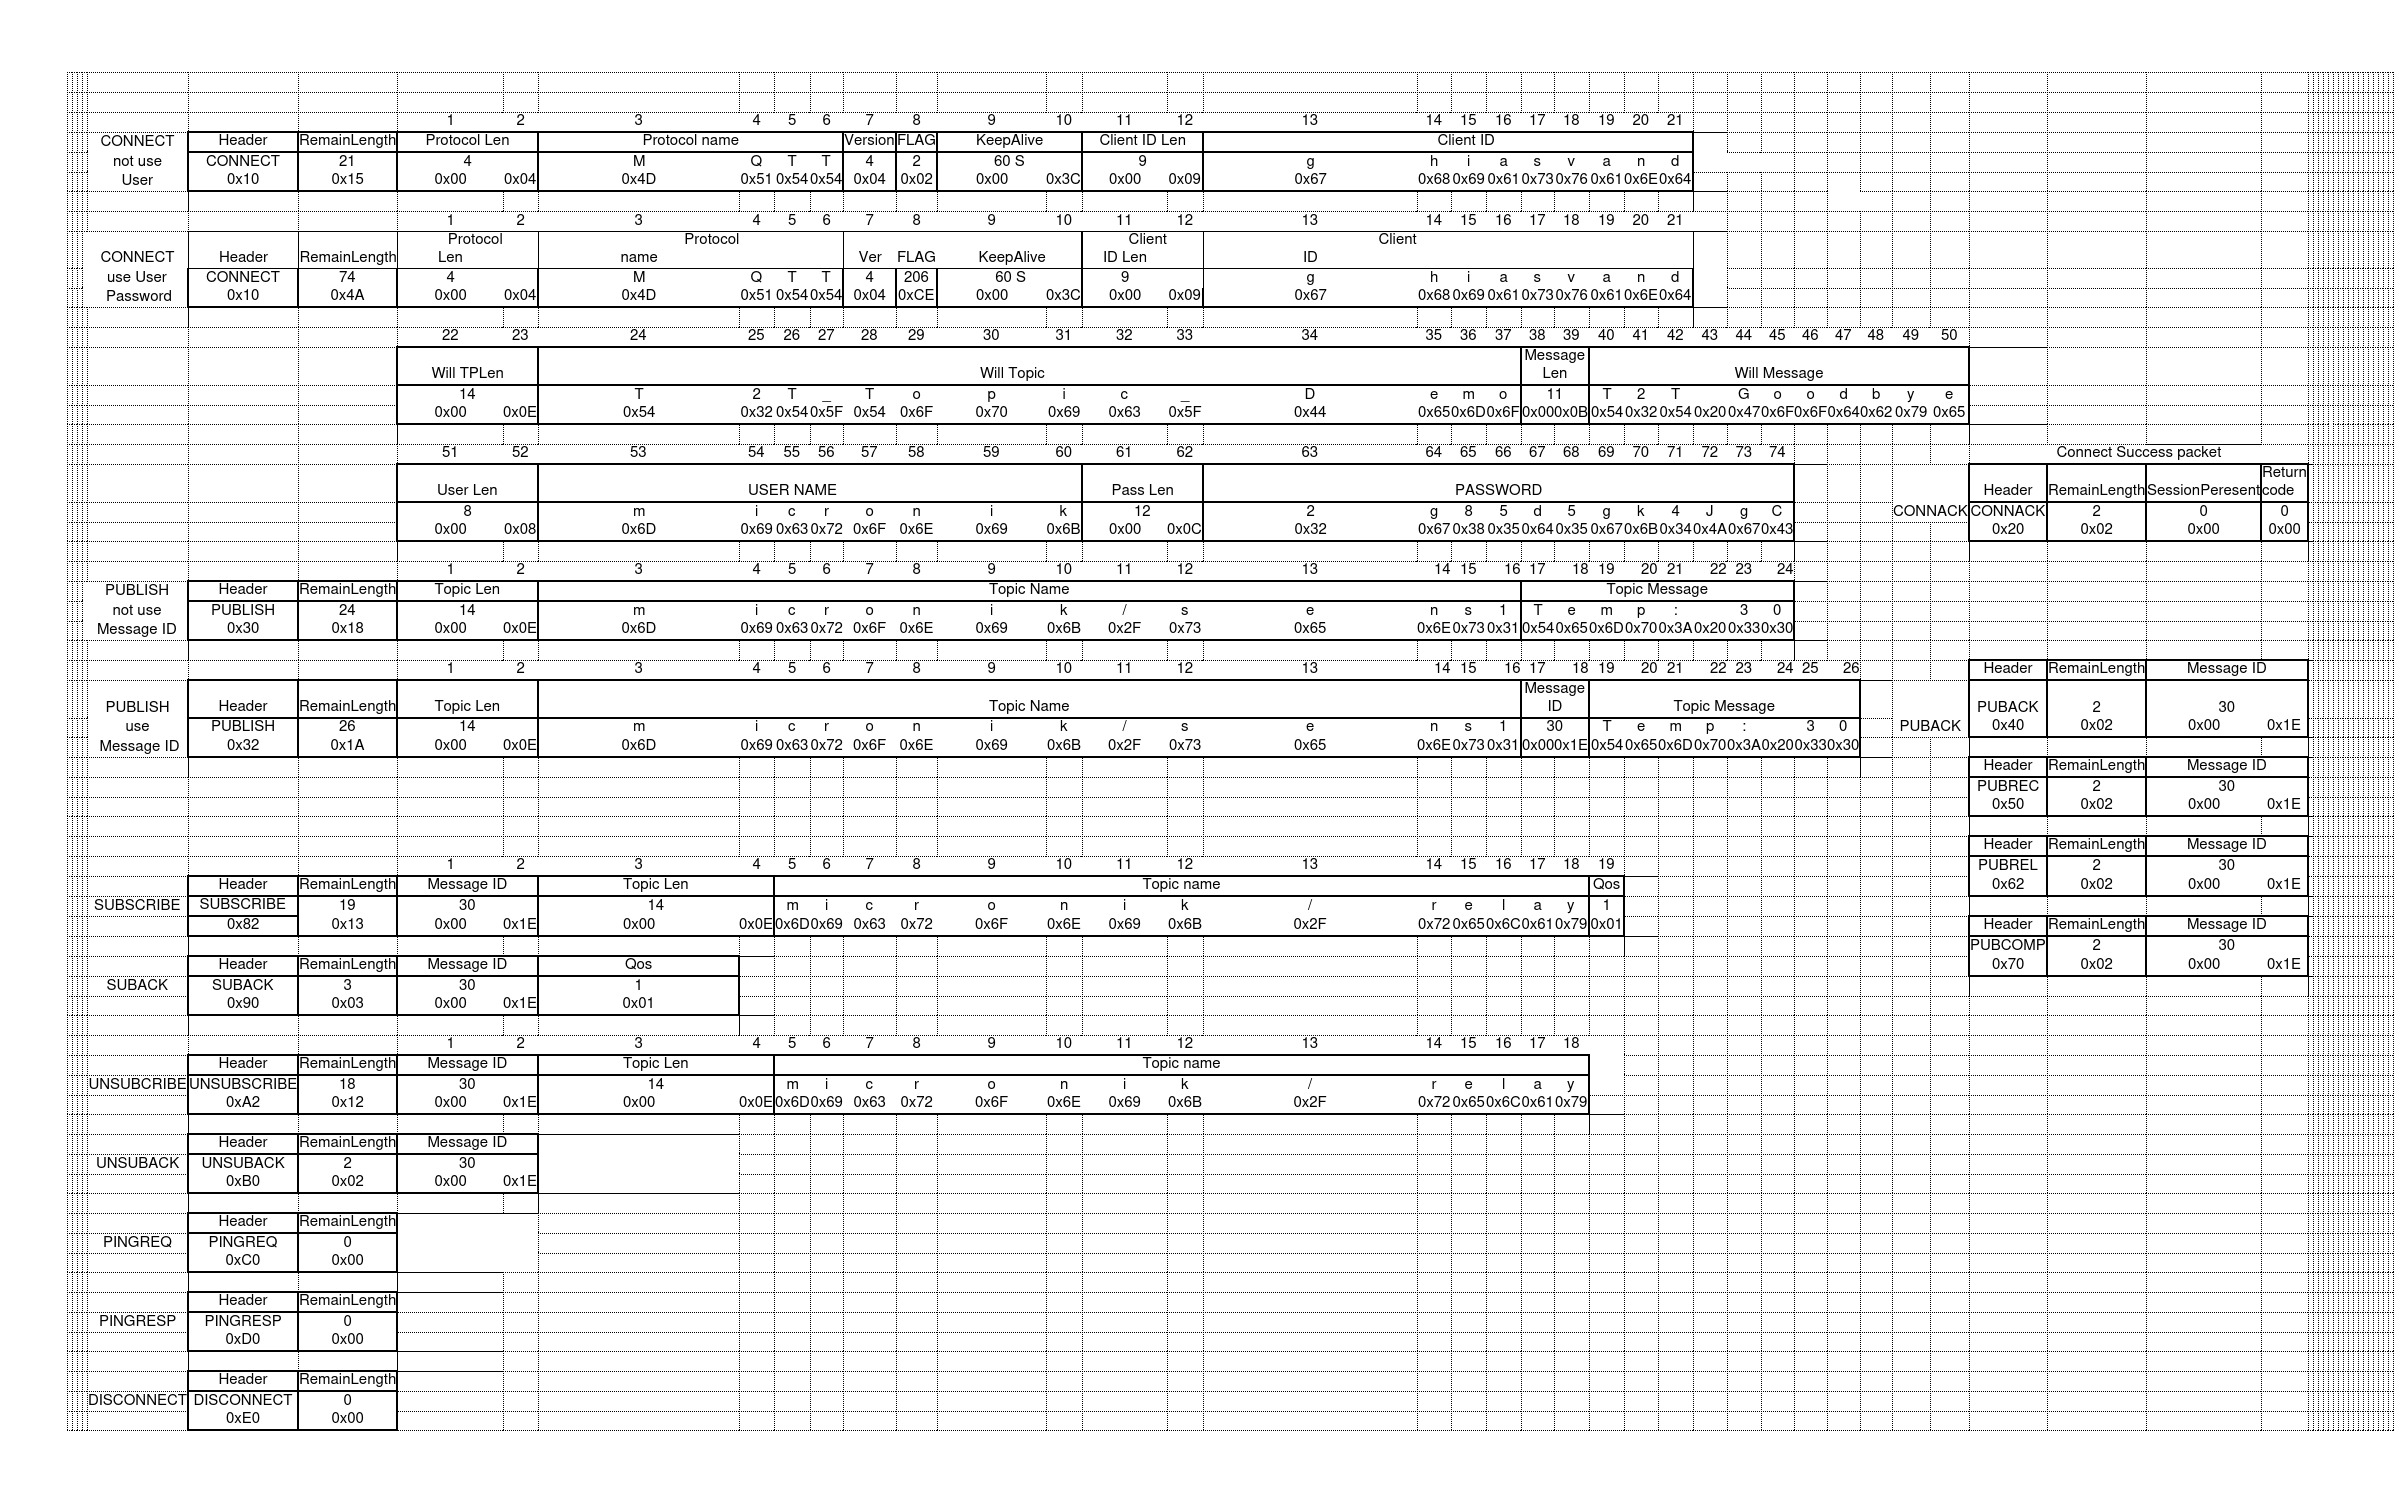 1 2 3 4 5 6 7 8 9 10 11 12 13 14 15 16 17 18 19 20 21
CONNECT Header RemainLength Protocol Len Protocol name Version FLAG KeepAlive Client ID Len Client ID
not use CONNECT 21 4 M Q T T 4 2 60 S 9 g h i a s v a n d
User 0x10 0x15 0x00 0x04 0x4D 0x51 0x54 0x54 0x04 0x02 0x00 0x3C 0x00 0x09 0x67 0x68 0x69 0x61 0x73 0x76 0x61 0x6E 0x64
1 2 3 4 5 6 7 8 9 10 11 12 13 14 15 16 17 18 19 20 21
Protocol Protocol Client Client
CONNECT Header RemainLength Len name Ver FLAG KeepAlive ID Len ID
use User CONNECT 74 4 M Q T T 4 206 60 S 9 g h i a s v a n d
Password 0x10 0x4A 0x00 0x04 0x4D 0x51 0x54 0x54 0x04 0xCE 0x00 0x3C 0x00 0x09 0x67 0x68 0x69 0x61 0x73 0x76 0x61 0x6E 0x64
22 23 24 25 26 27 28 29 30 31 32 33 34 35 36 37 38 39 40 41 42 43 44 45 46 47 48 49 50
Message
Will TPLen Will Topic Len Will Message
14 T 2 T _ T o p i c _ D e m o 11 T 2 T G o o d b y e
0x00 0x0E 0x54 0x32 0x54 0x5F 0x54 0x6F 0x70 0x69 0x63 0x5F 0x44 0x65 0x6D 0x6F 0x00 0x0B 0x54 0x32 0x54 0x20 0x47 0x6F 0x6F 0x64 0x62 0x79 0x65
51 52 53 54 55 56 57 58 59 60 61 62 63 64 65 66 67 68 69 70 71 72 73 74 Connect Success packet
Return
User Len USER NAME Pass Len PASSWORD Header RemainLength SessionPeresent code
8 m i c r o n i k 12 2 g 8 5 d 5 g k 4 J g C CONNACK CONNACK 2 0 0
0x00 0x08 0x6D 0x69 0x63 0x72 0x6F 0x6E 0x69 0x6B 0x00 0x0C 0x32 0x67 0x38 0x35 0x64 0x35 0x67 0x6B 0x34 0x4A 0x67 0x43 0x20 0x02 0x00 0x00
1 2 3 4 5 6 7 8 9 10 11 12 13 14 15 16 17 18 19 20 21 22 23 24
PUBLISH Header RemainLength Topic Len Topic Name Topic Message
not use PUBLISH 24 14 m i c r o n i k / s e n s 1 T e m p : 3 0
Message ID 0x30 0x18 0x00 0x0E 0x6D 0x69 0x63 0x72 0x6F 0x6E 0x69 0x6B 0x2F 0x73 0x65 0x6E 0x73 0x31 0x54 0x65 0x6D 0x70 0x3A 0x20 0x33 0x30
1 2 3 4 5 6 7 8 9 10 11 12 13 14 15 16 17 18 19 20 21 22 23 24 25 26 Header RemainLength Message ID
Message
PUBLISH Header RemainLength Topic Len Topic Name ID Topic Message PUBACK 2 30
use PUBLISH 26 14 m i c r o n i k / s e n s 1 30 T e m p : 3 0 PUBACK 0x40 0x02 0x00 0x1E
Message ID 0x32 0x1A 0x00 0x0E 0x6D 0x69 0x63 0x72 0x6F 0x6E 0x69 0x6B 0x2F 0x73 0x65 0x6E 0x73 0x31 0x00 0x1E 0x54 0x65 0x6D 0x70 0x3A 0x20 0x33 0x30
Header RemainLength Message ID
PUBREC 2 30
0x50 0x02 0x00 0x1E
Header RemainLength Message ID
1 2 3 4 5 6 7 8 9 10 11 12 13 14 15 16 17 18 19 PUBREL 2 30
Header RemainLength Message ID Topic Len Topic name Qos 0x62 0x02 0x00 0x1E
SUBSCRIBE SUBSCRIBE 19 30 14 m i c r o n i k / r e l a y 1
0x82 0x13 0x00 0x1E 0x00 0x0E 0x6D 0x69 0x63 0x72 0x6F 0x6E 0x69 0x6B 0x2F 0x72 0x65 0x6C 0x61 0x79 0x01 Header RemainLength Message ID
PUBCOMP 2 30
Header RemainLength Message ID Qos 0x70 0x02 0x00 0x1E
SUBACK SUBACK 3 30 1
0x90 0x03 0x00 0x1E 0x01
1 2 3 4 5 6 7 8 9 10 11 12 13 14 15 16 17 18
Header RemainLength Message ID Topic Len Topic name
UNSUBCRIBE UNSUBSCRIBE 18 30 14 m i c r o n i k / r e l a y
0xA2 0x12 0x00 0x1E 0x00 0x0E 0x6D 0x69 0x63 0x72 0x6F 0x6E 0x69 0x6B 0x2F 0x72 0x65 0x6C 0x61 0x79
Header RemainLength Message ID
UNSUBACK UNSUBACK 2 30
0xB0 0x02 0x00 0x1E
Header RemainLength
PINGREQ PINGREQ 0
0xC0 0x00
Header RemainLength
PINGRESP PINGRESP 0
0xD0 0x00
Header RemainLength
DISCONNECT DISCONNECT 0
0xE0 0x00